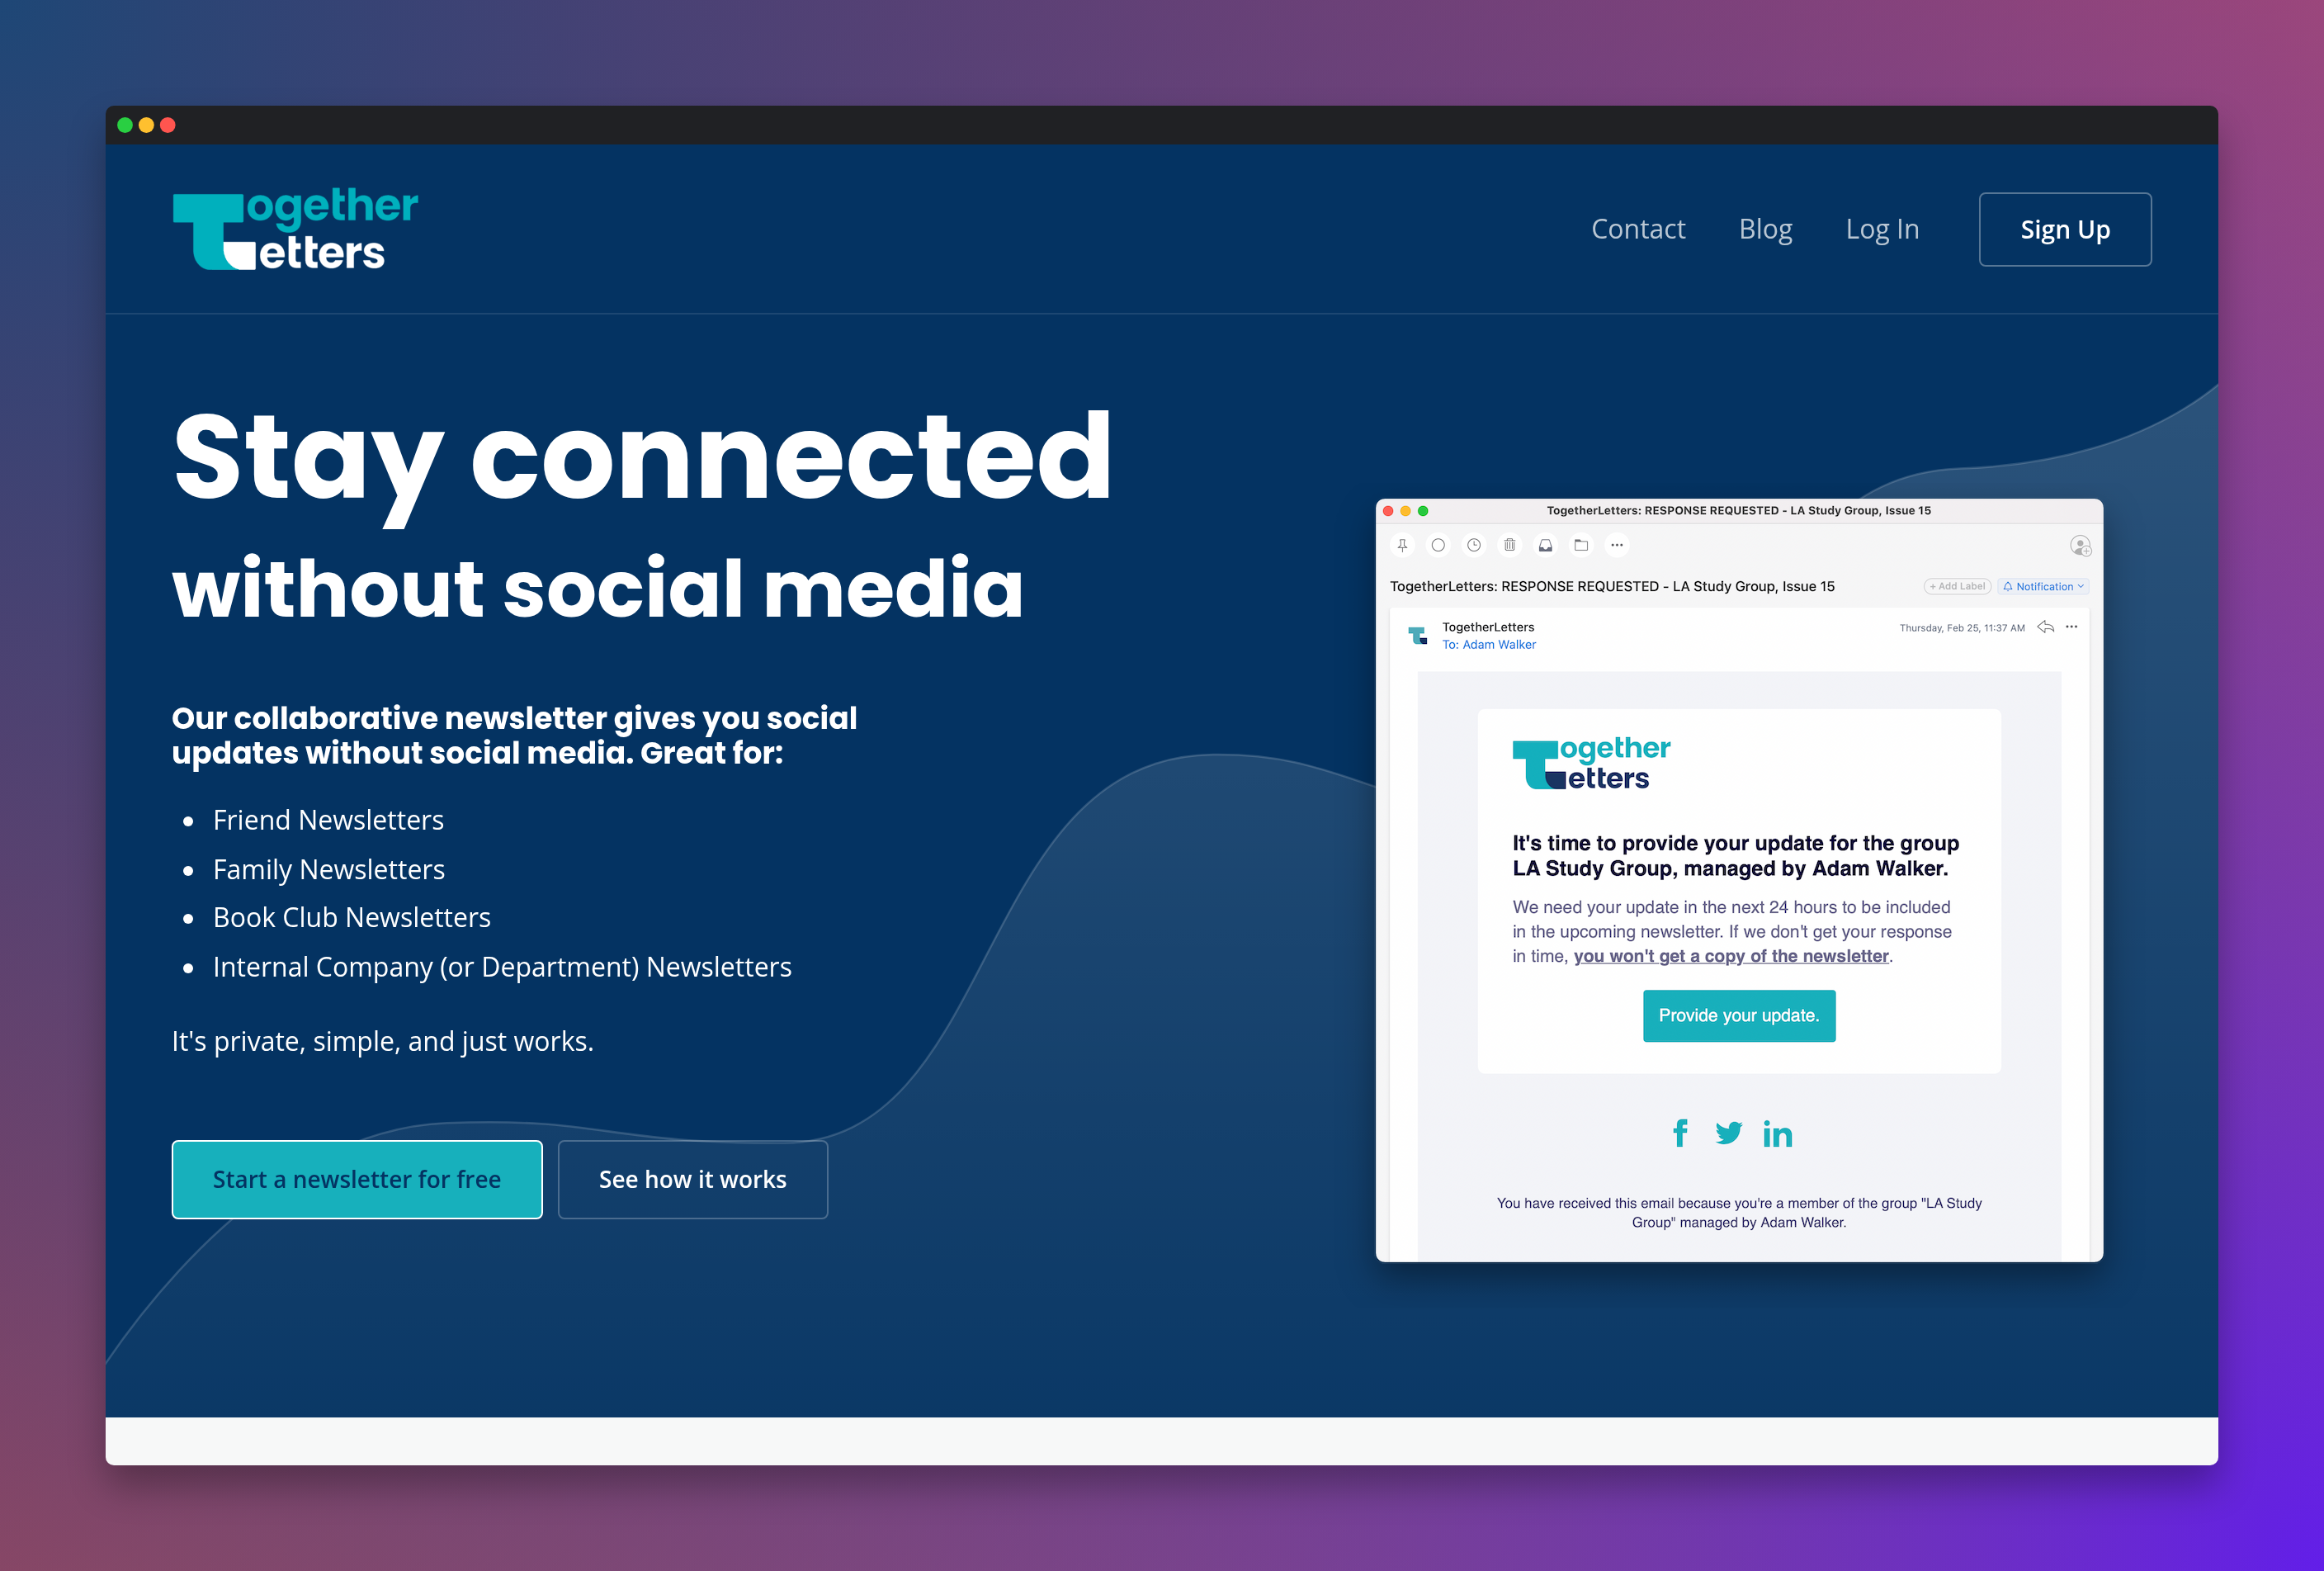 Together
Letters
Contact
Blog
Log In
Sign Up
Stay connected
without social media
Our collaborative newsletter gives you social
updates without social media. Great for:
• Friend Newsletters
• Family Newsletters
• Book Club Newsletters
• Internal Company (or Department) Newsletters
It's private, simple, and just works.
Start a newsletter for free
See how it works
TogetherLetters: RESPONSE REQUESTED - LA Study Group, Issue 15
TogetherLetters: RESPONSE REQUESTED - LA Study Group, Issue 15
+ Add Label
Notification
TogetherLetters
Thursday, Feb 25, 11:37 AM
To: Adam Walker
Together
Letters
It's time to provide your update for the group
LA Study Group, managed by Adam Walker.
We need your update in the next 24 hours to be included
in the upcoming newsletter. If we don't get your response
in time, you won't get a copy of the newsletter.
Provide your update.
You have received this email because you're a member of the group "LA Study
Group" managed by Adam Walker.